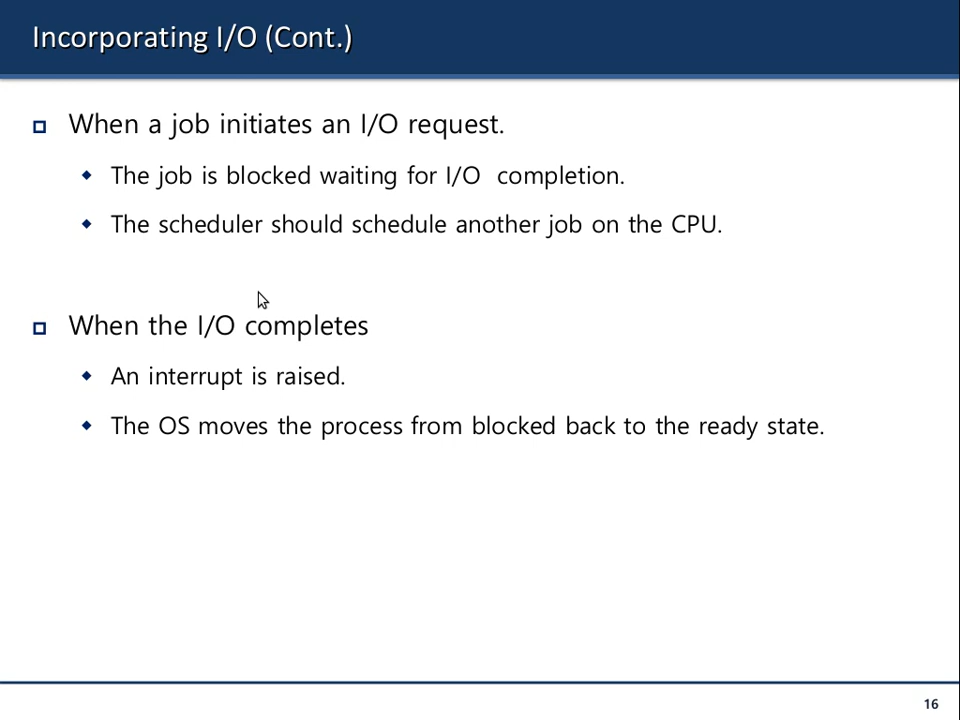 Incorporating I/O (Cont.)
When a job initiates an I/O request.
The job is blocked waiting for I/O completion.
The scheduler should schedule another job on the CPU.
When the I/O completes
An interrupt is raised.
The OS moves the process from blocked back to the ready state.
16